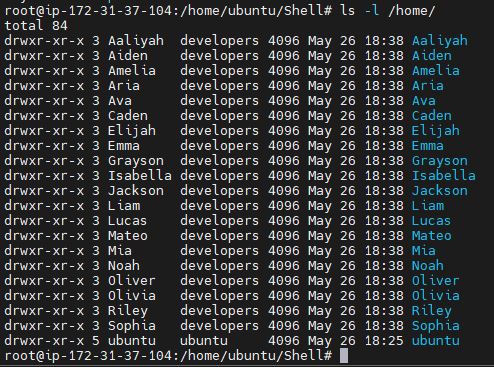 root@ip-172-31-37-104:/home/ubuntu/Shell# ls -l /home/
total 84
drwxr-xr-x 3 Aaliyah  developers 4096 May 26 18:38 Aaliyah
drwxr-xr-x 3 Aiden    developers 4096 May 26 18:38 Aiden
drwxr-xr-x 3 Amelia   developers 4096 May 26 18:38 Amelia
drwxr-xr-x 3 Aria     developers 4096 May 26 18:38 Aria
drwxr-xr-x 3 Ava      developers 4096 May 26 18:38 Ava
drwxr-xr-x 3 Caden    developers 4096 May 26 18:38 Caden
drwxr-xr-x 3 Elijah   developers 4096 May 26 18:38 Elijah
drwxr-xr-x 3 Emma     developers 4096 May 26 18:38 Emma
drwxr-xr-x 3 Grayson  developers 4096 May 26 18:38 Grayson
drwxr-xr-x 3 Isabella developers 4096 May 26 18:38 Isabella
drwxr-xr-x 3 Jackson  developers 4096 May 26 18:38 Jackson
drwxr-xr-x 3 Liam     developers 4096 May 26 18:38 Liam
drwxr-xr-x 3 Lucas    developers 4096 May 26 18:38 Lucas
drwxr-xr-x 3 Mateo    developers 4096 May 26 18:38 Mateo
drwxr-xr-x 3 Mia      developers 4096 May 26 18:38 Mia
drwxr-xr-x 3 Noah     developers 4096 May 26 18:38 Noah
drwxr-xr-x 3 Oliver   developers 4096 May 26 18:38 Oliver
drwxr-xr-x 3 Olivia   developers 4096 May 26 18:38 Olivia
drwxr-xr-x 3 Riley    developers 4096 May 26 18:38 Riley
drwxr-xr-x 3 Sophia   developers 4096 May 26 18:38 Sophia
drwxr-xr-x 5 ubuntu   ubuntu     4096 May 26 18:25 ubuntu
root@ip-172-31-37-104:/home/ubuntu/Shell#